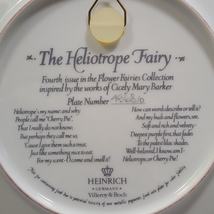 The Heliotrope Fairy
Fourth issue in the Flower Fairies Collection
inspired by the works of Cicely Mary Barker
Plate Number
Heliotrope's my name; and why
People call me "Cherry Pie",
That I really do not know;
But perhaps they call me so,
'Cause I give them such a treat,
Just like something nice to eat.
For my scent—O come and smell it!
How can words describe or tell it?
And my buds and flowers, see,
Soft and rich and velvety—
Deepest purple first, that fades
To the palest lilac shades.
Well-beloved, I know, am I—
Heliotrope, or Cherry Pie!
HEINRICH
GERMANY
Villeroy & Boch